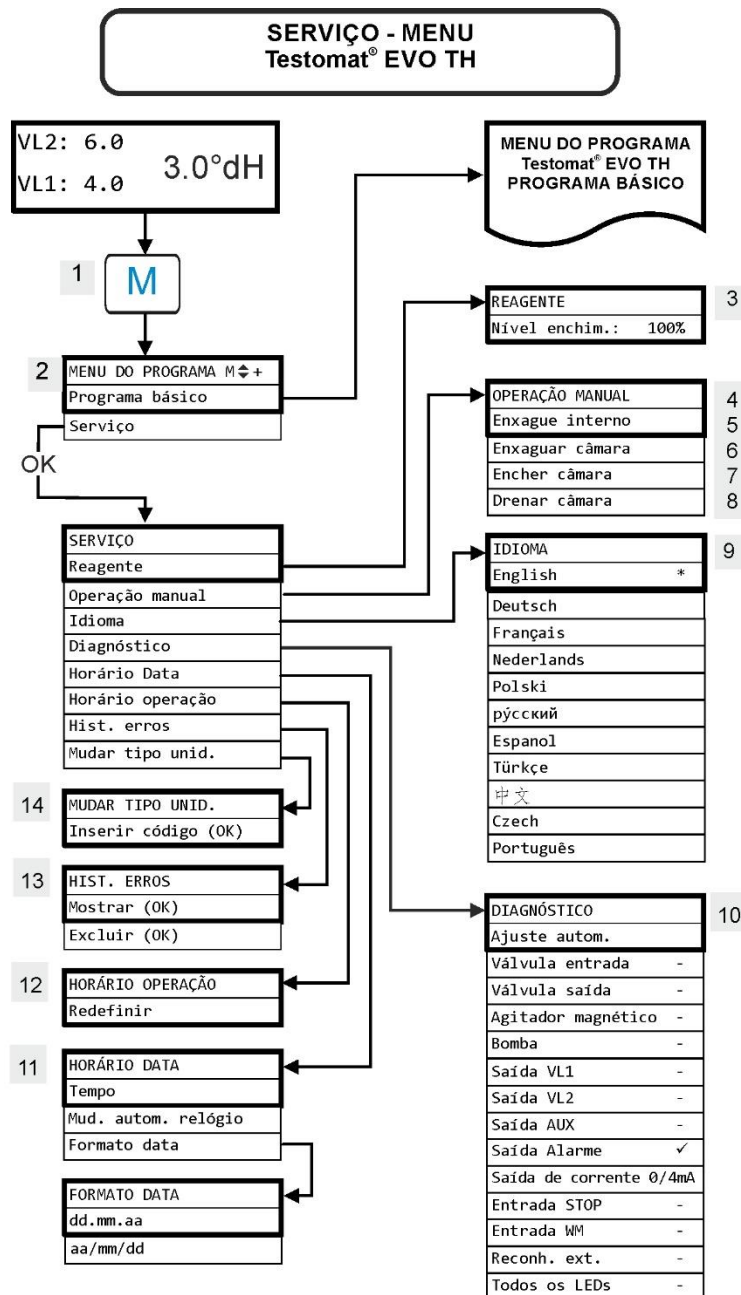 SERVIÇO - MENU
Testomat® EVO TH
VL2: 6.0
3.0°dH
VL1: 4.0
MENU DO PROGRAMA
Testomat® EVO TH
PROGRAMA BÁSICO
1
M
2
MENU DO PROGRAMA M♦+
Programa básico
Serviço
OK
REAGENTE
3
Nível enchim.: 100%
OPERAÇÃO MANUAL
4
Enxague interno
5
Enxaguar câmara
6
Encher câmara
7
Drenar câmara
8
SERVIÇO
Reagente
Operação manual
Idioma
Diagnóstico
Horário Data
Horário operação
Hist. erros
Mudar tipo unid.
IDIOMA
9
English *
Deutsch
Français
Nederlands
Polski
рýсский
Espanol
Türkçe
中文
Czech
Português
14
MUDAR TIPO UNID.
Inserir código (OK)
13
HIST. ERROS
Mostrar (OK)
Excluir (OK)
12
HORÁRIO OPERAÇÃO
Redefinir
11
HORÁRIO DATA
Tempo
Mud. autom. relógio
Formato data
FORMATO DATA
dd.mm.aa
aa/mm/dd
DIAGNÓSTICO
10
Ajuste autom.
Válvula entrada -
Válvula saída -
Agitador magnético -
Bomba -
Saída VL1 -
Saída VL2 -
Saída AUX -
Saída Alarme ✓
Saída de corrente 0/4mA
Entrada STOP -
Entrada WM -
Reconh. ext. -
Todos os LEDs -